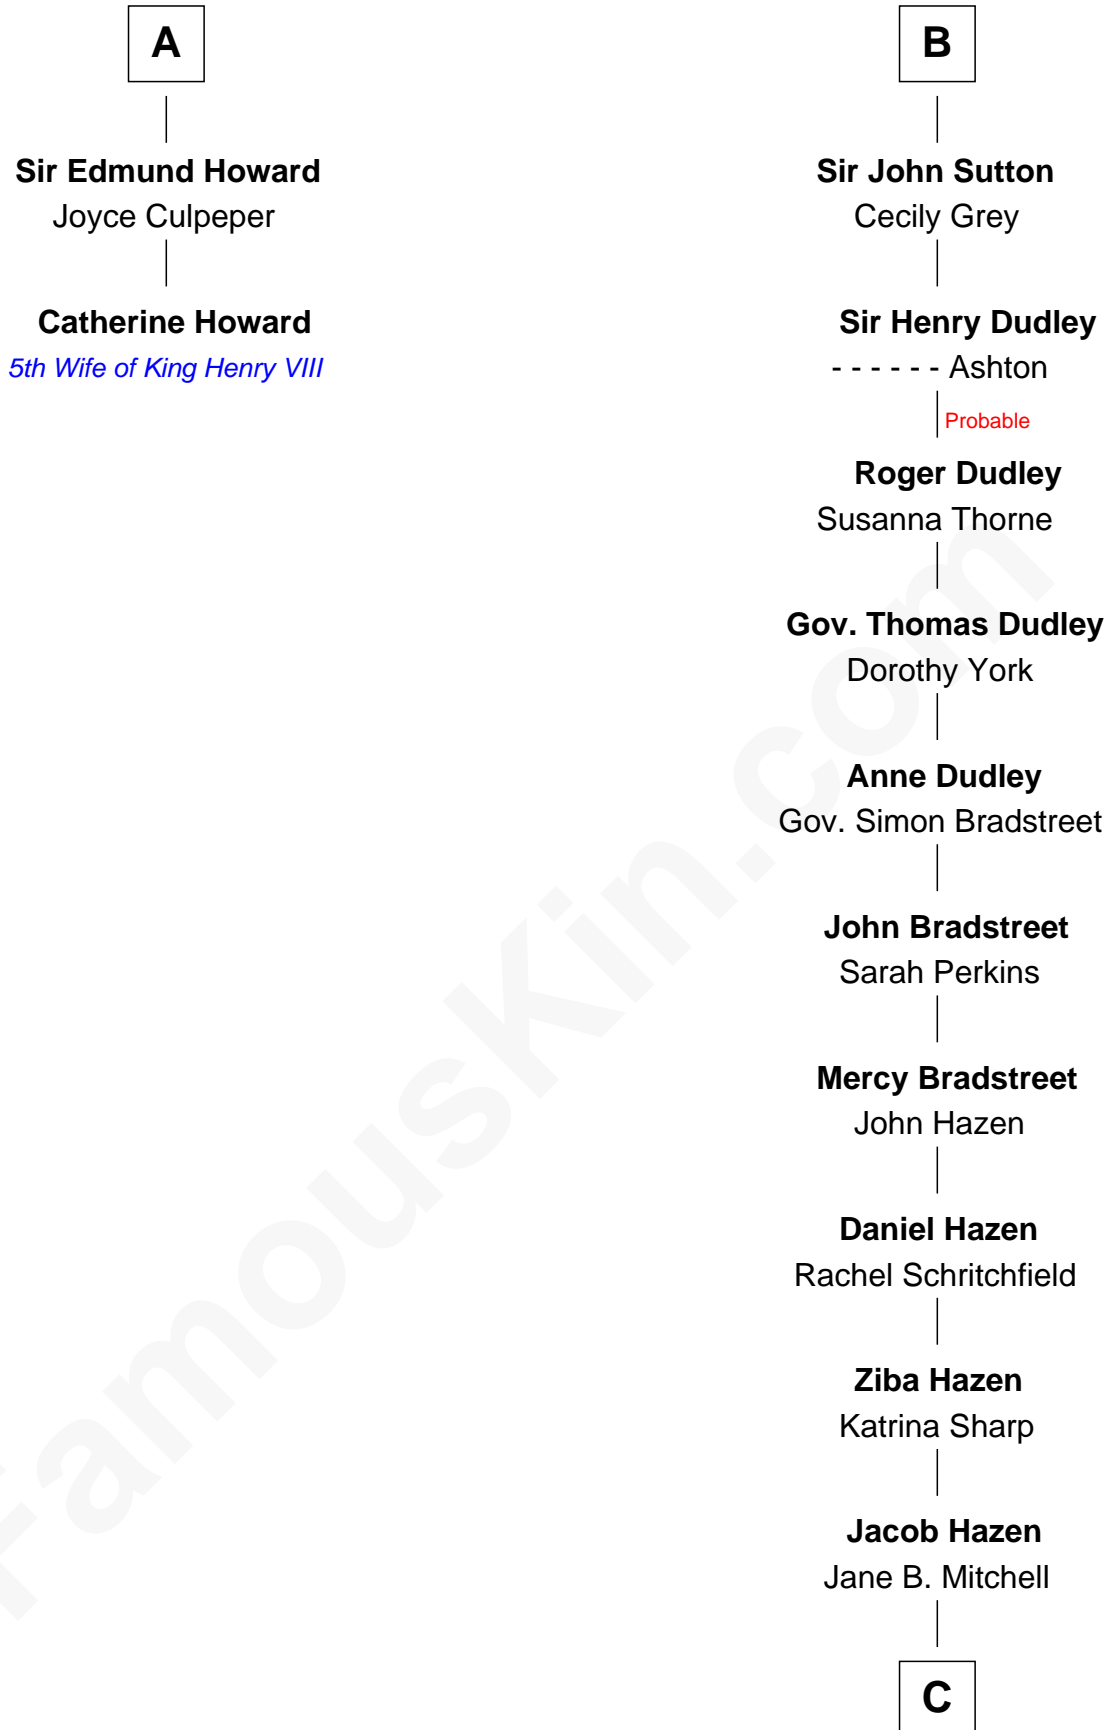 A
Sir Edmund Howard
Joyce Culpeper
Catherine Howard
5th Wife of King Henry VIII
B
Sir John Sutton
Cecily Grey
Sir Henry Dudley
- - - - - - Ashton
Probable
Roger Dudley
Susanna Thorne
Gov. Thomas Dudley
Dorothy York
Anne Dudley
Gov. Simon Bradstreet
John Bradstreet
Sarah Perkins
Mercy Bradstreet
John Hazen
Daniel Hazen
Rachel Schritchfield
Ziba Hazen
Katrina Sharp
Jacob Hazen
Jane B. Mitchell
C
FamousKin.com